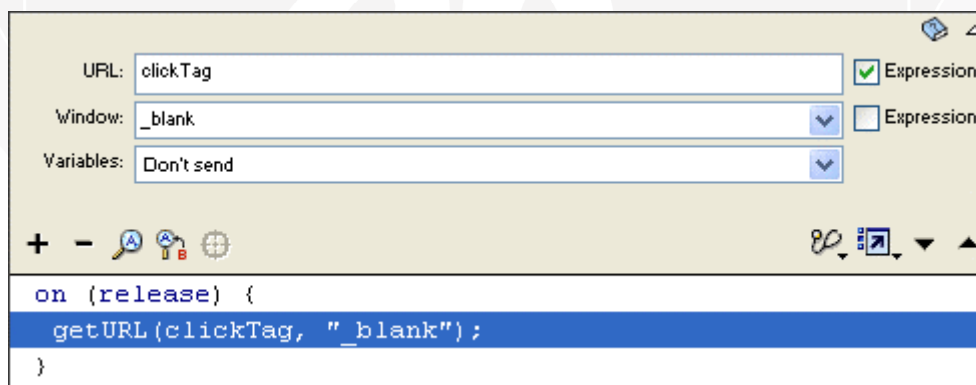 URL: clickTag Expression
Window: _blank Expression
Variables: Don't send
on (release) {
getURL(clickTag, "_blank");
}